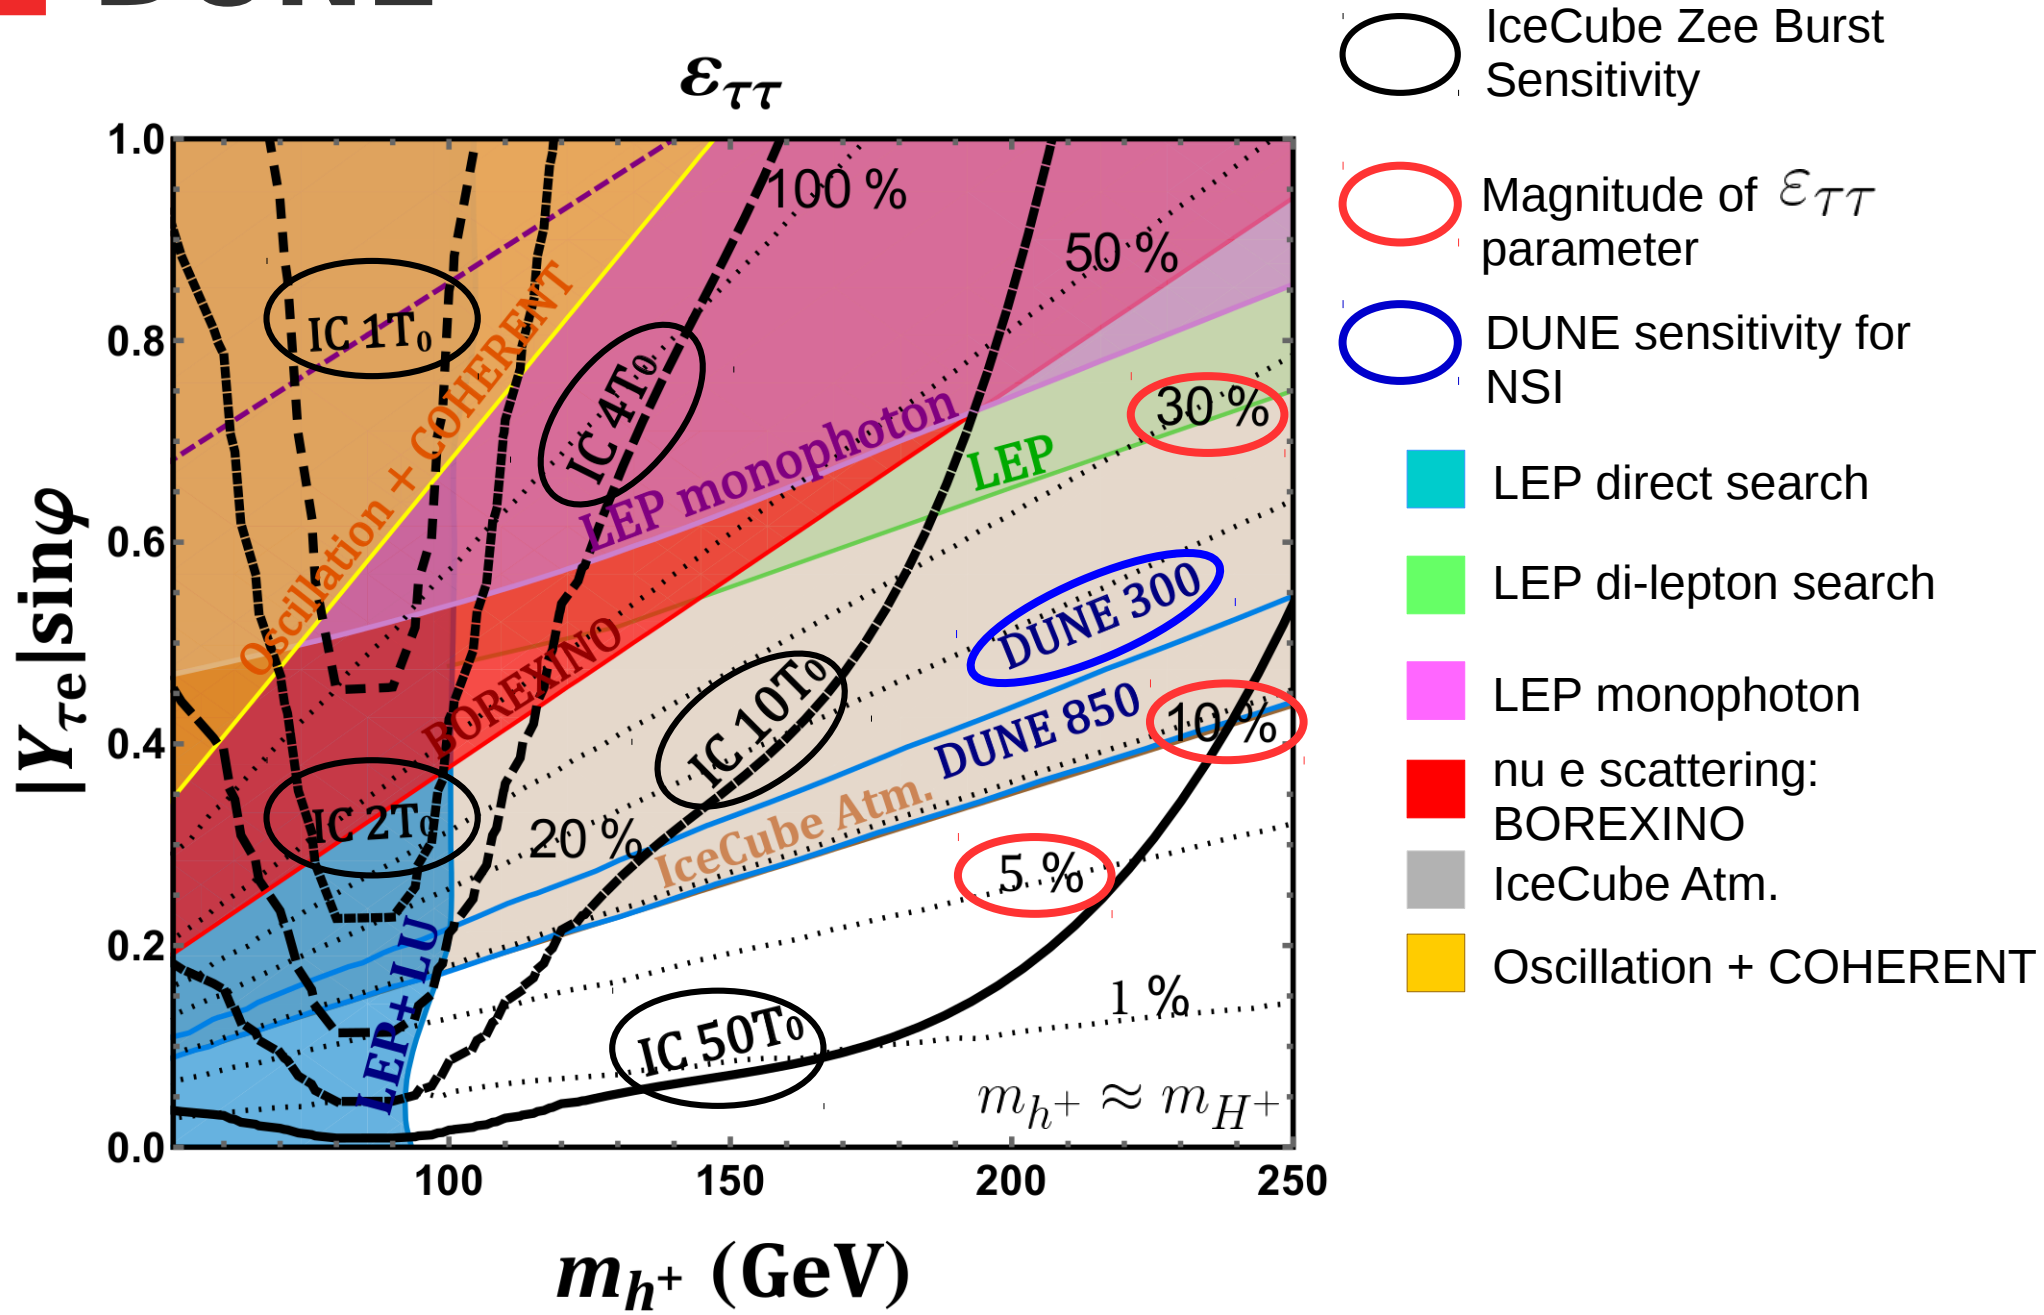 DUNE
ε_ττ
IceCube Zee Burst
Sensitivity
Magnitude of ε_ττ
parameter
DUNE sensitivity for
NSI
LEP direct search
LEP di-lepton search
LEP monophoton
nu e scattering:
BOREXINO
IceCube Atm.
Oscillation + COHERENT
1.0
0.8
0.6
0.4
0.2
0.0
|Y_τe|sinφ
100 %
50 %
IC 1T₀
Oscillation + COHERENT
IC 4T₀
30 %
LEP monophoton
LEP
DUNE 300
BOREXINO
IC 10T₀
DUNE 850
10 %
IC 2T₀
20 %
IceCube Atm.
5 %
LEP+LU
1 %
IC 50T₀
m_h⁺ ≈ m_H⁺
100
150
200
250
m_h⁺ (GeV)